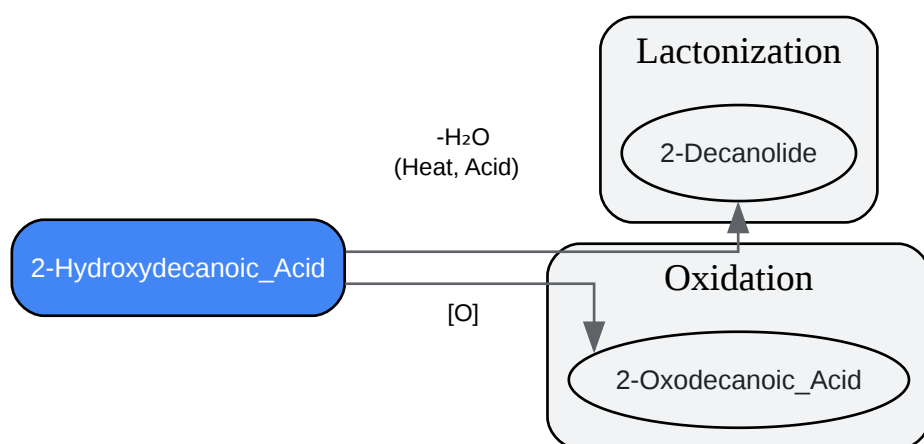 Lactonization
2-Decanolide
-H₂O
(Heat, Acid)
2-Hydroxydecanoic_Acid
[O]
Oxidation
2-Oxodecanoic_Acid